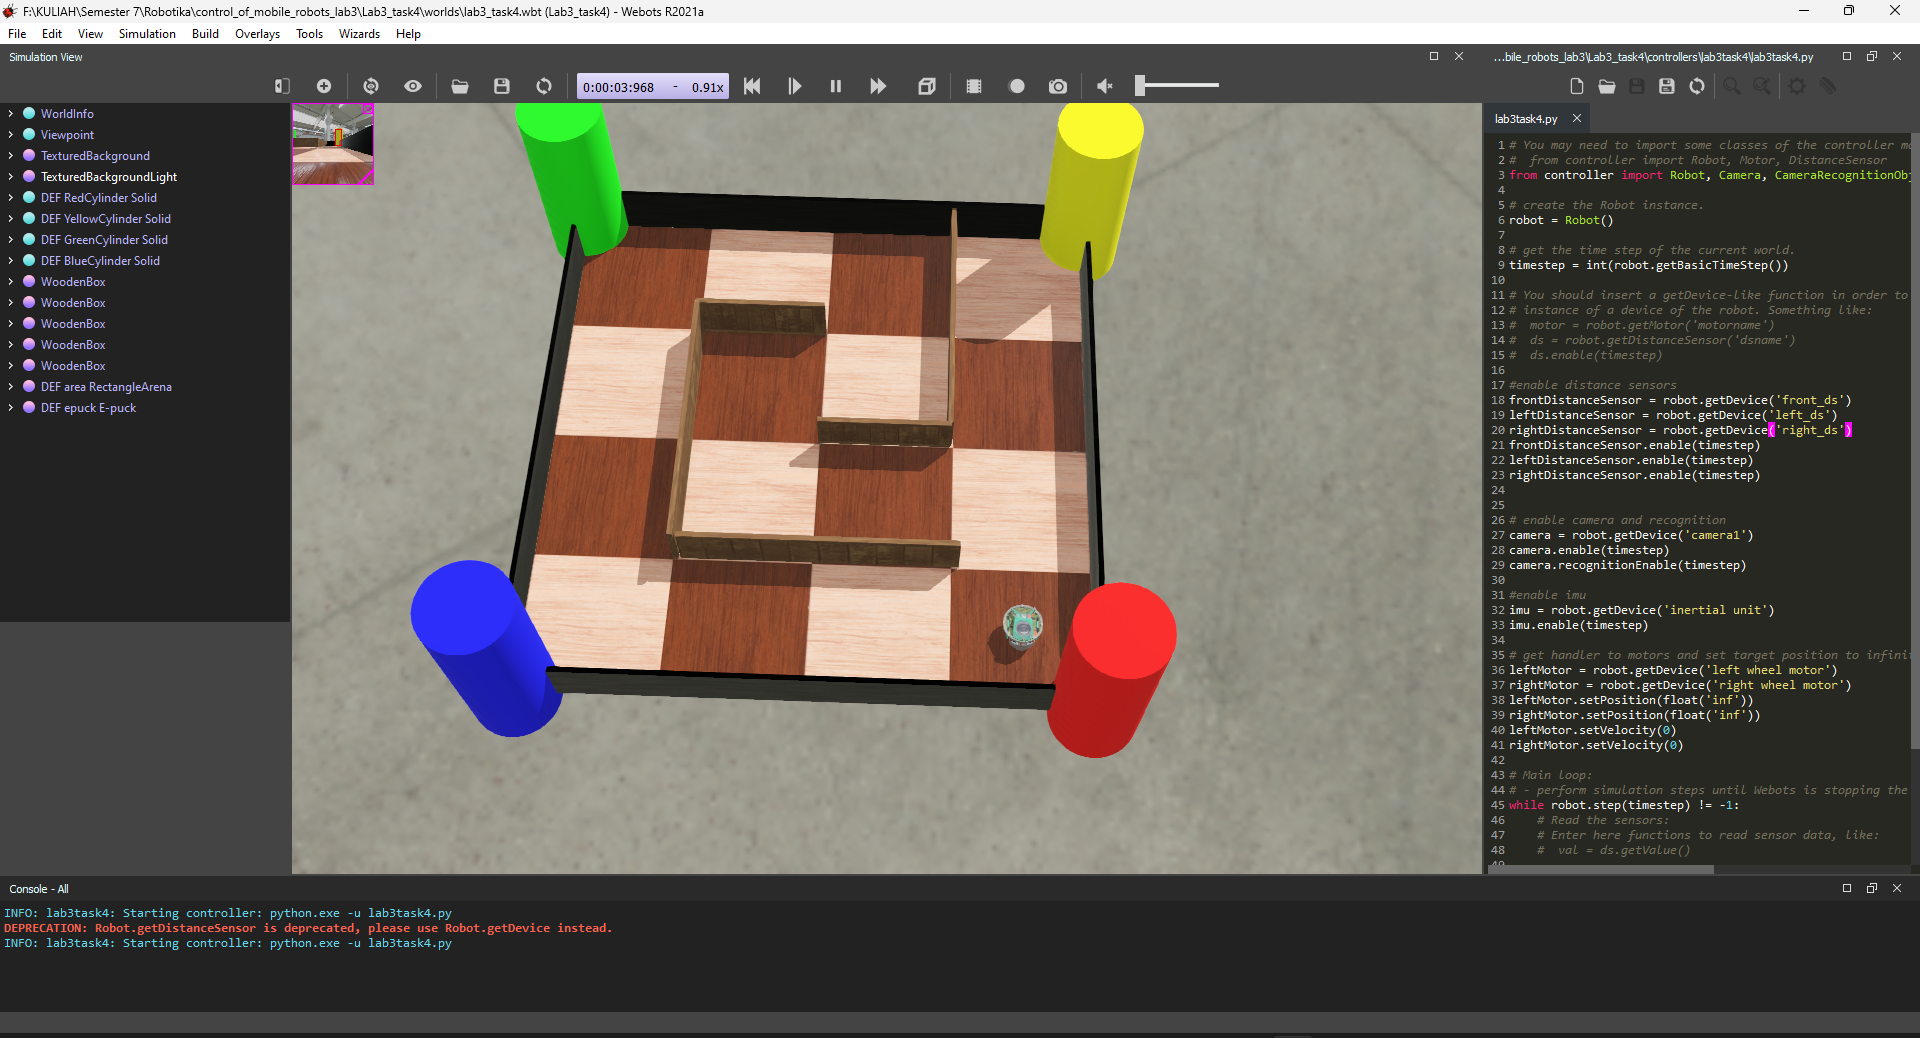 F:\KULIAH\Semester 7\Robotika\control_of_mobile_robots_lab3\Lab3_task4\worlds\lab3_task4.wbt (Lab3_task4) - Webots R2021a
File Edit View Simulation Build Overlays Tools Wizards Help
Simulation View
0:00:03:968 - 0.91x
WorldInfo
Viewpoint
TexturedBackground
TexturedBackgroundLight
DEF RedCylinder Solid
DEF YellowCylinder Solid
DEF GreenCylinder Solid
DEF BlueCylinder Solid
WoodenBox
WoodenBox
WoodenBox
WoodenBox
WoodenBox
DEF area RectangleArena
DEF epuck E-puck
...bile_robots_lab3\Lab3_task4\controllers\lab3task4\lab3task4.py
lab3task4.py
1 # You may need to import some classes of the controller m
2 #  from controller import Robot, Motor, DistanceSensor
3 from controller import Robot, Camera, CameraRecognitionObj
4
5 # create the Robot instance.
6 robot = Robot()
7
8 # get the time step of the current world.
9 timestep = int(robot.getBasicTimeStep())
10
11 # You should insert a getDevice-like function in order to
12 # instance of a device of the robot. Something like:
13 #  motor = robot.getMotor('motorname')
14 #  ds = robot.getDistanceSensor('dsname')
15 #  ds.enable(timestep)
16
17 #enable distance sensors
18 frontDistanceSensor = robot.getDevice('front_ds')
19 leftDistanceSensor = robot.getDevice('left_ds')
20 rightDistanceSensor = robot.getDevice('right_ds')
21 frontDistanceSensor.enable(timestep)
22 leftDistanceSensor.enable(timestep)
23 rightDistanceSensor.enable(timestep)
24
25
26 # enable camera and recognition
27 camera = robot.getDevice('camera1')
28 camera.enable(timestep)
29 camera.recognitionEnable(timestep)
30
31 #enable imu
32 imu = robot.getDevice('inertial unit')
33 imu.enable(timestep)
34
35 # get handler to motors and set target position to infini
36 leftMotor = robot.getDevice('left wheel motor')
37 rightMotor = robot.getDevice('right wheel motor')
38 leftMotor.setPosition(float('inf'))
39 rightMotor.setPosition(float('inf'))
40 leftMotor.setVelocity(0)
41 rightMotor.setVelocity(0)
42
43 # Main loop:
44 # - perform simulation steps until Webots is stopping the
45 while robot.step(timestep) != -1:
46     # Read the sensors:
47     # Enter here functions to read sensor data, like:
48     #  val = ds.getValue()
49
Console - All
INFO: lab3task4: Starting controller: python.exe -u lab3task4.py
DEPRECATION: Robot.getDistanceSensor is deprecated, please use Robot.getDevice instead.
INFO: lab3task4: Starting controller: python.exe -u lab3task4.py